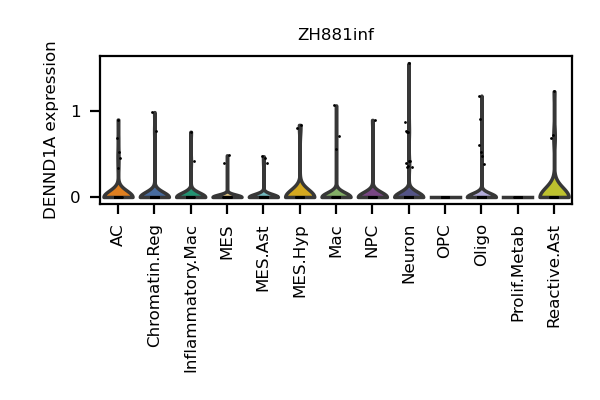 ZH881inf
DENND1A expression
1
0
AC
Chromatin.Reg
Inflammatory.Mac
MES
MES.Ast
MES.Hyp
Mac
NPC
Neuron
OPC
Oligo
Prolif.Metab
Reactive.Ast